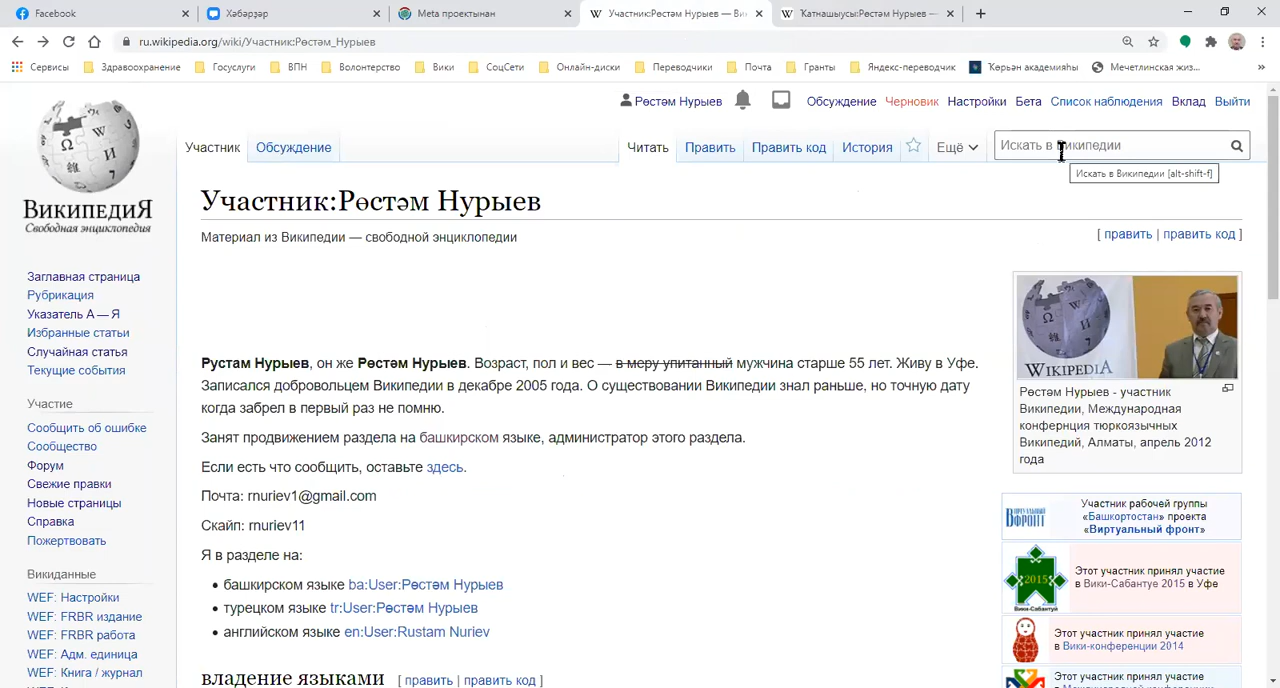 Facebook
Хәбәрҙәр
Meta проектынан
Участник:Рөстәм Нурыев — Ви
Ҡатнашыусы:Рөстәм Нурыев —
ru.wikipedia.org/wiki/Участник:Рөстәм_Нурыев
Сервисы Здравоохранение Госуслуги ВПН Волонтерство Вики СоцСети Онлайн-диски Переводчики Почта Гранты Яндекс-переводчик Ҡөрьән академияһы Мечетлинская жиз...
Рөстәм Нурыев Обсуждение Черновик Настройки Бета Список наблюдения Вклад Выйти
Участник Обсуждение Читать Править Править код История Ещё Искать в Википедии
Искать в Википедии [alt-shift-f]
ВикипедиЯ
Свободная энциклопедия
Участник:Рөстәм Нурыев
Материал из Википедии — свободной энциклопедии
[ править | править код ]
Заглавная страница
Рубрикация
Указатель А — Я
Избранные статьи
Случайная статья
Текущие события
Участие
Сообщить об ошибке
Сообщество
Форум
Свежие правки
Новые страницы
Справка
Пожертвовать
Викиданные
WEF: Настройки
WEF: FRBR издание
WEF: FRBR работа
WEF: Адм. единица
WEF: Книга / журнал
Рустам Нурыев, он же Рөстәм Нурыев. Возраст, пол и вес — в меру упитанный мужчина старше 55 лет. Живу в Уфе.
Записался добровольцем Википедии в декабре 2005 года. О существовании Википедии знал раньше, но точную дату
когда забрел в первый раз не помню.
Занят продвижением раздела на башкирском языке, администратор этого раздела.
Если есть что сообщить, оставьте здесь.
Почта: rnuriev1@gmail.com
Скайп: rnuriev11
Я в разделе на:
башкирском языке ba:User:Рөстәм Нурыев
турецком языке tr:User:Рөстәм Нурыев
английском языке en:User:Rustam Nuriev
владение языками [ править | править код ]
WIKIPEDIA
Рөстәм Нурыев - участник
Википедии, Международная
конфернция тюркоязычных
Википедий, Алматы, апрель 2012
года
ВИРТУАЛЬНЫЙ
ФРОНТ
Участник рабочей группы
«Башкортостан» проекта
«Виртуальный фронт»
2015
Вики-Сабантуй
Этот участник принял участие
в Вики-Сабантуе 2015 в Уфе
Этот участник принял участие
в Вики-конференции 2014
Этот участник принял участие